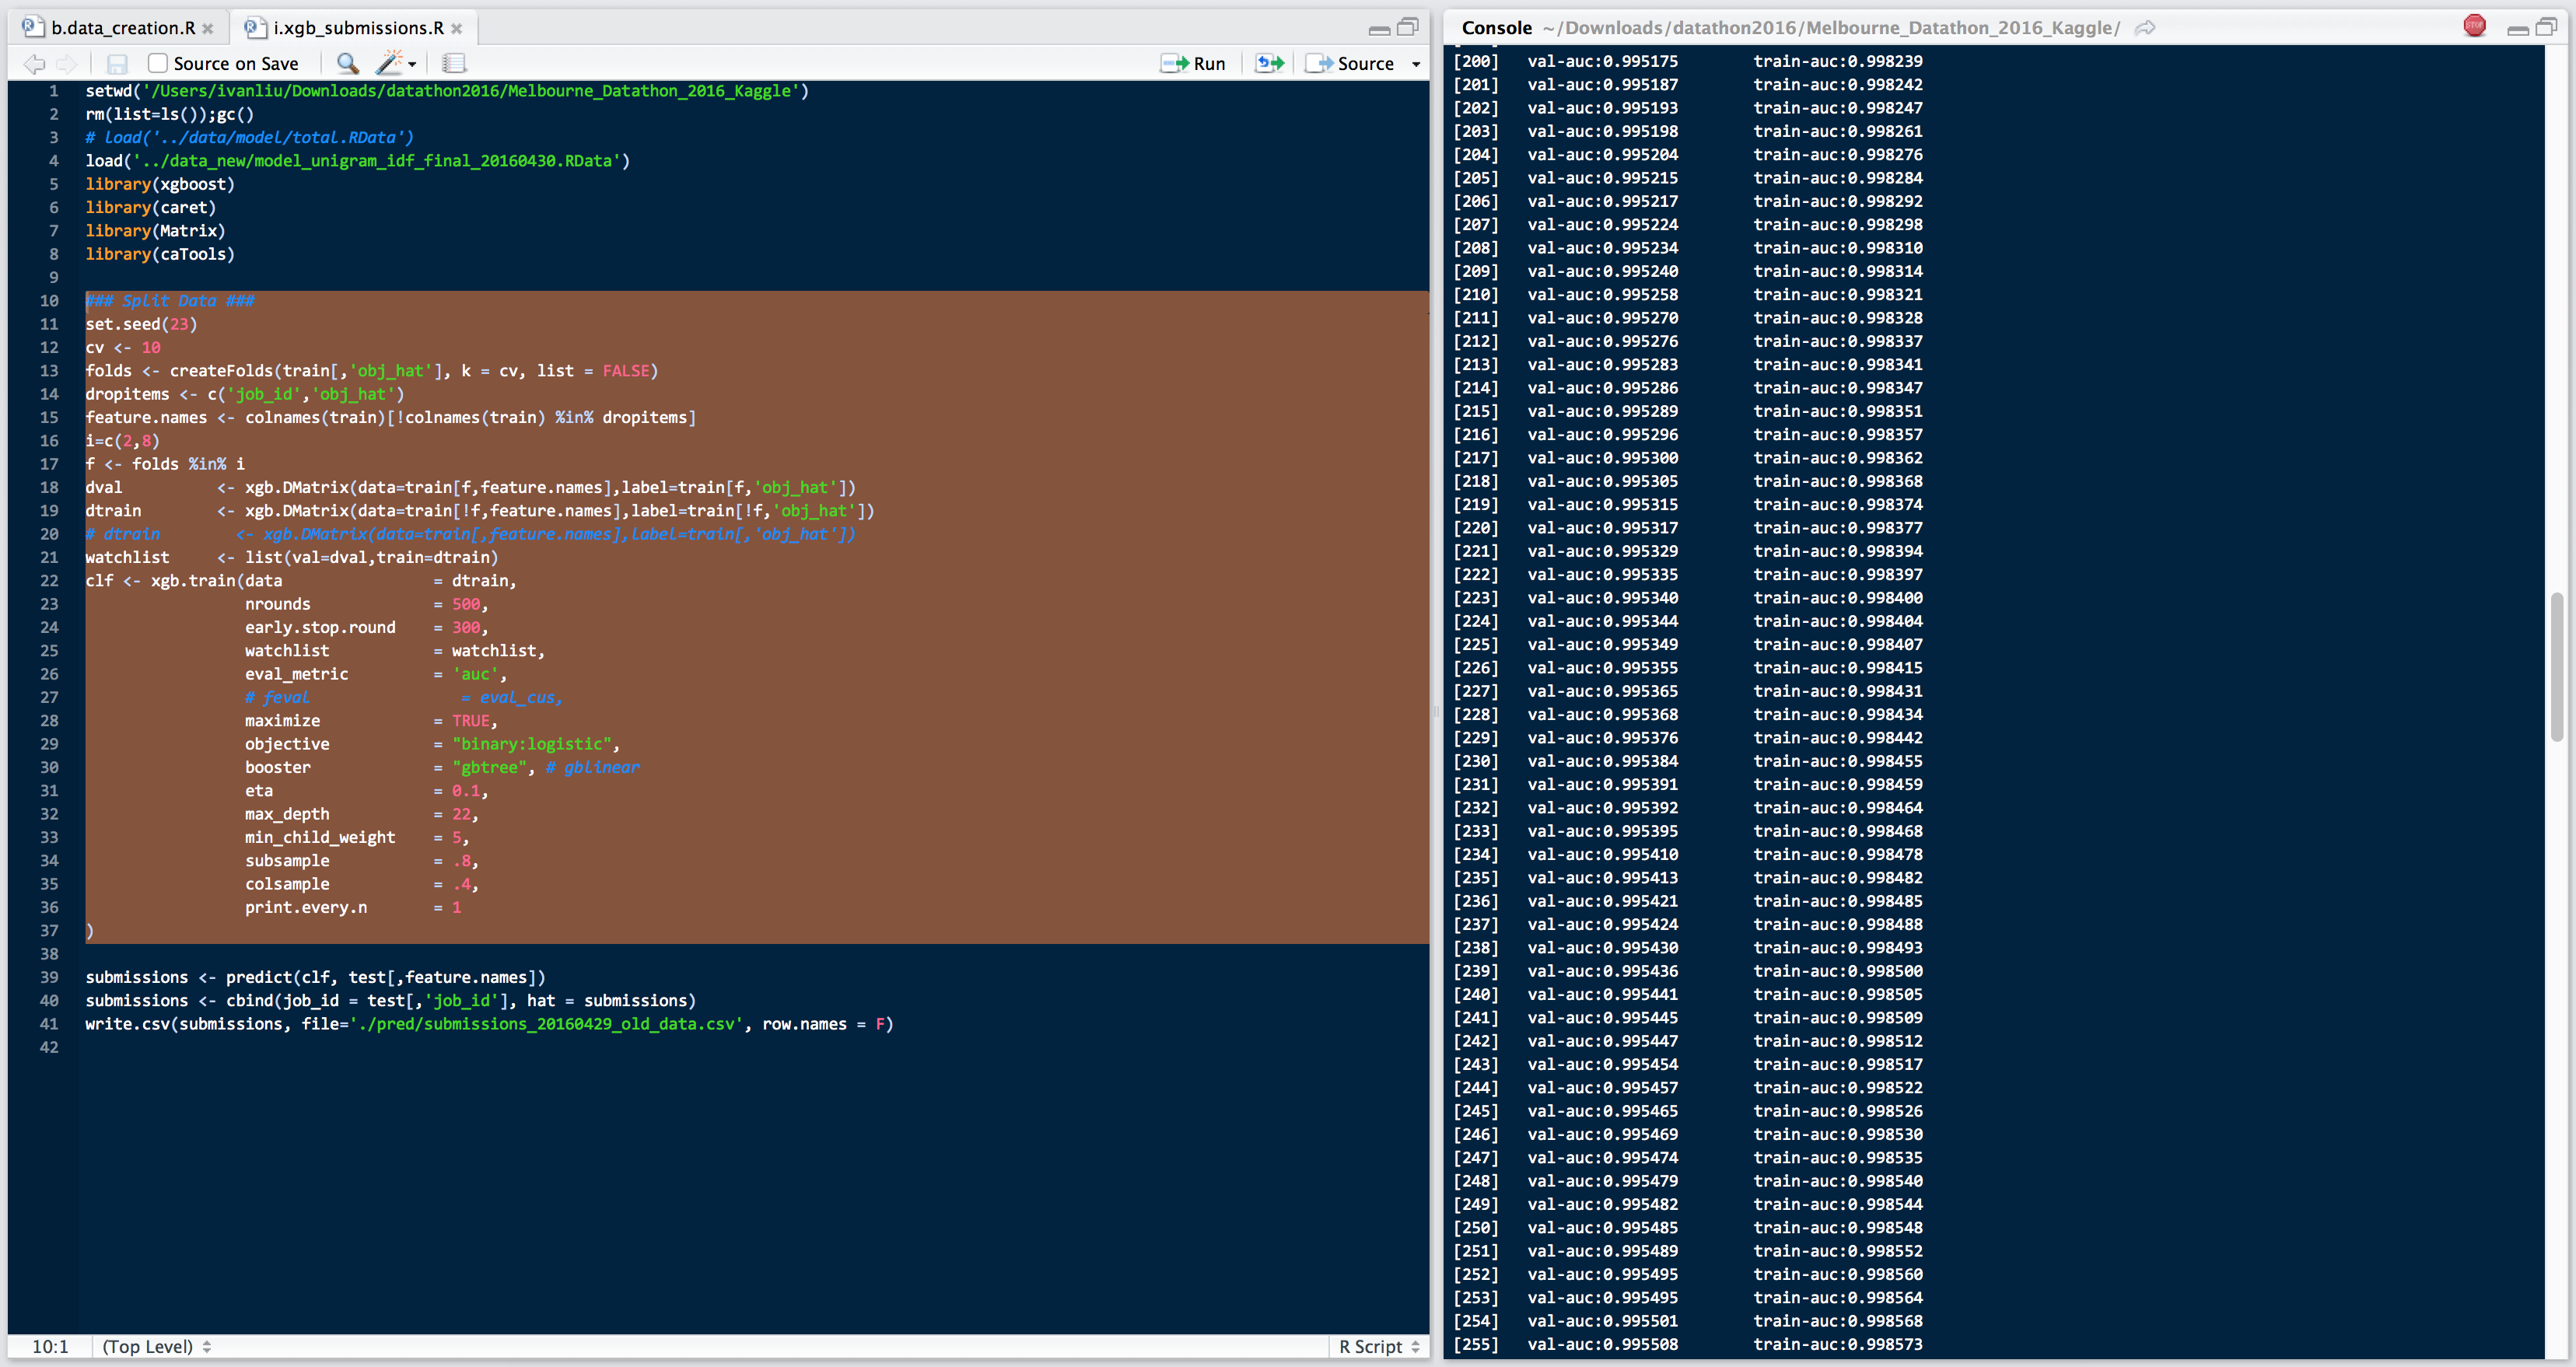 b.data_creation.R
i.xgb_submissions.R
Source on Save
Run
Source
1 setwd('/Users/ivanliu/Downloads/datathon2016/Melbourne_Datathon_2016_Kaggle')
2 rm(list=ls());gc()
3 # load('../data/model/total.RData')
4 load('../data_new/model_unigram_idf_final_20160430.RData')
5 library(xgboost)
6 library(caret)
7 library(Matrix)
8 library(caTools)
9
10 ### Split Data ###
11 set.seed(23)
12 cv <- 10
13 folds <- createFolds(train[,'obj_hat'], k = cv, list = FALSE)
14 dropitems <- c('job_id','obj_hat')
15 feature.names <- colnames(train)[!colnames(train) %in% dropitems]
16 i=c(2,8)
17 f <- folds %in% i
18 dval <- xgb.DMatrix(data=train[f,feature.names],label=train[f,'obj_hat'])
19 dtrain <- xgb.DMatrix(data=train[!f,feature.names],label=train[!f,'obj_hat'])
20 # dtrain <- xgb.DMatrix(data=train[,feature.names],label=train[,'obj_hat'])
21 watchlist <- list(val=dval,train=dtrain)
22 clf <- xgb.train(data = dtrain,
23 nrounds = 500,
24 early.stop.round = 300,
25 watchlist = watchlist,
26 eval_metric = 'auc',
27 # feval = eval_cus,
28 maximize = TRUE,
29 objective = "binary:logistic",
30 booster = "gbtree", # gblinear
31 eta = 0.1,
32 max_depth = 22,
33 min_child_weight = 5,
34 subsample = .8,
35 colsample = .4,
36 print.every.n = 1
37 )
38
39 submissions <- predict(clf, test[,feature.names])
40 submissions <- cbind(job_id = test[,'job_id'], hat = submissions)
41 write.csv(submissions, file='./pred/submissions_20160429_old_data.csv', row.names = F)
42
10:1 (Top Level) R Script
Console ~/Downloads/datathon2016/Melbourne_Datathon_2016_Kaggle/
STOP
[200] val-auc:0.995175 train-auc:0.998239
[201] val-auc:0.995187 train-auc:0.998242
[202] val-auc:0.995193 train-auc:0.998247
[203] val-auc:0.995198 train-auc:0.998261
[204] val-auc:0.995204 train-auc:0.998276
[205] val-auc:0.995215 train-auc:0.998284
[206] val-auc:0.995217 train-auc:0.998292
[207] val-auc:0.995224 train-auc:0.998298
[208] val-auc:0.995234 train-auc:0.998310
[209] val-auc:0.995240 train-auc:0.998314
[210] val-auc:0.995258 train-auc:0.998321
[211] val-auc:0.995270 train-auc:0.998328
[212] val-auc:0.995276 train-auc:0.998337
[213] val-auc:0.995283 train-auc:0.998341
[214] val-auc:0.995286 train-auc:0.998347
[215] val-auc:0.995289 train-auc:0.998351
[216] val-auc:0.995296 train-auc:0.998357
[217] val-auc:0.995300 train-auc:0.998362
[218] val-auc:0.995305 train-auc:0.998368
[219] val-auc:0.995315 train-auc:0.998374
[220] val-auc:0.995317 train-auc:0.998377
[221] val-auc:0.995329 train-auc:0.998394
[222] val-auc:0.995335 train-auc:0.998397
[223] val-auc:0.995340 train-auc:0.998400
[224] val-auc:0.995344 train-auc:0.998404
[225] val-auc:0.995349 train-auc:0.998407
[226] val-auc:0.995355 train-auc:0.998415
[227] val-auc:0.995365 train-auc:0.998431
[228] val-auc:0.995368 train-auc:0.998434
[229] val-auc:0.995376 train-auc:0.998442
[230] val-auc:0.995384 train-auc:0.998455
[231] val-auc:0.995391 train-auc:0.998459
[232] val-auc:0.995392 train-auc:0.998464
[233] val-auc:0.995395 train-auc:0.998468
[234] val-auc:0.995410 train-auc:0.998478
[235] val-auc:0.995413 train-auc:0.998482
[236] val-auc:0.995421 train-auc:0.998485
[237] val-auc:0.995424 train-auc:0.998488
[238] val-auc:0.995430 train-auc:0.998493
[239] val-auc:0.995436 train-auc:0.998500
[240] val-auc:0.995441 train-auc:0.998505
[241] val-auc:0.995445 train-auc:0.998509
[242] val-auc:0.995447 train-auc:0.998512
[243] val-auc:0.995454 train-auc:0.998517
[244] val-auc:0.995457 train-auc:0.998522
[245] val-auc:0.995465 train-auc:0.998526
[246] val-auc:0.995469 train-auc:0.998530
[247] val-auc:0.995474 train-auc:0.998535
[248] val-auc:0.995479 train-auc:0.998540
[249] val-auc:0.995482 train-auc:0.998544
[250] val-auc:0.995485 train-auc:0.998548
[251] val-auc:0.995489 train-auc:0.998552
[252] val-auc:0.995495 train-auc:0.998560
[253] val-auc:0.995495 train-auc:0.998564
[254] val-auc:0.995501 train-auc:0.998568
[255] val-auc:0.995508 train-auc:0.998573